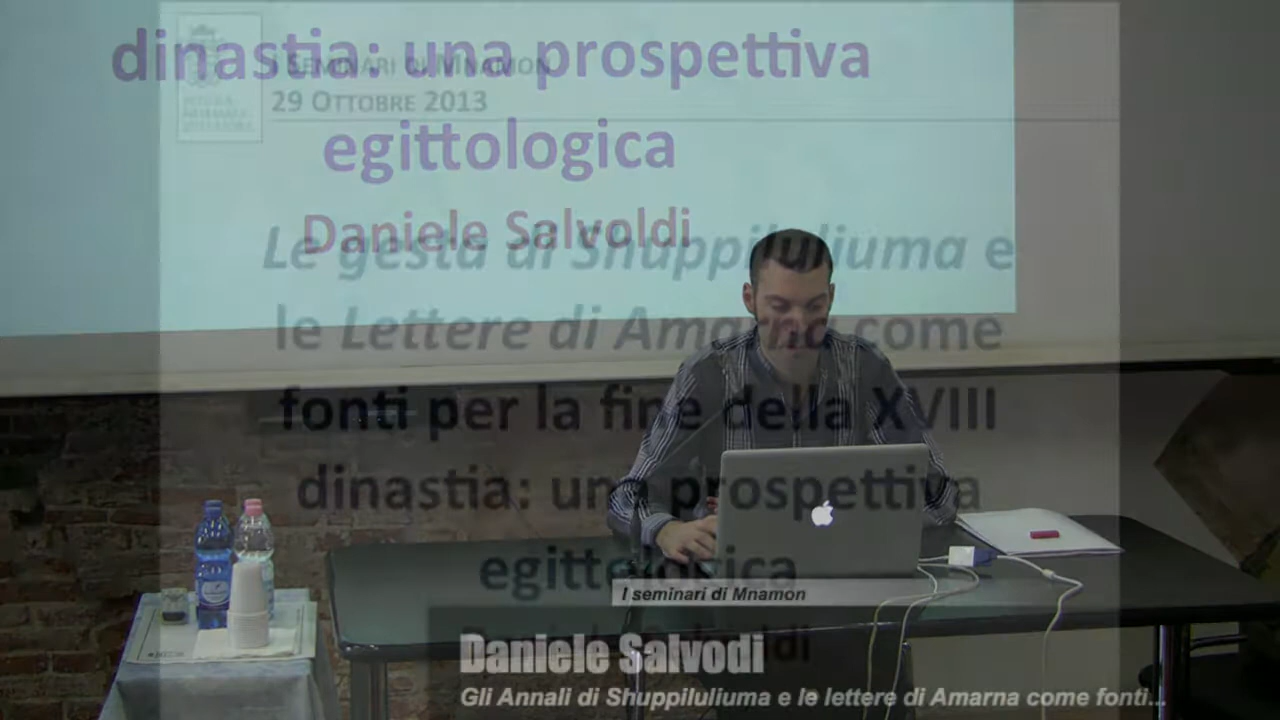 dinastia: una prospettiva
egittologica
Daniele Salvoldi
I SEMINARI DI MNAMON
29 OTTOBRE 2013
Le gesta di Shuppiluliuma e
le Lettere di Amarna come
fonti per la fine della XVIII
dinastia: una prospettiva
egittologica
I seminari di Mnamon
Daniele Salvodi
Gli Annali di Shuppiluliuma e le lettere di Amarna come fonti...